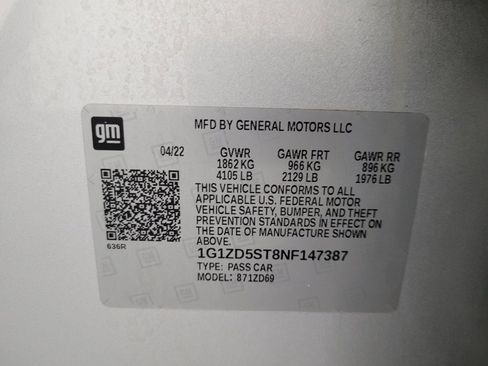 gm
MFD BY GENERAL MOTORS LLC
04/22 GVWR GAWR FRT GAWR RR
1862 KG 966 KG 896 KG
4105 LB 2129 LB 1976 LB
THIS VEHICLE CONFORMS TO ALL
APPLICABLE U.S. FEDERAL MOTOR
VEHICLE SAFETY, BUMPER, AND THEFT
PREVENTION STANDARDS IN EFFECT ON
THE DATE OF MANUFACTURE SHOWN
ABOVE.
636R
1G1ZD5ST8NF147387
TYPE: PASS CAR
MODEL: 871ZD69